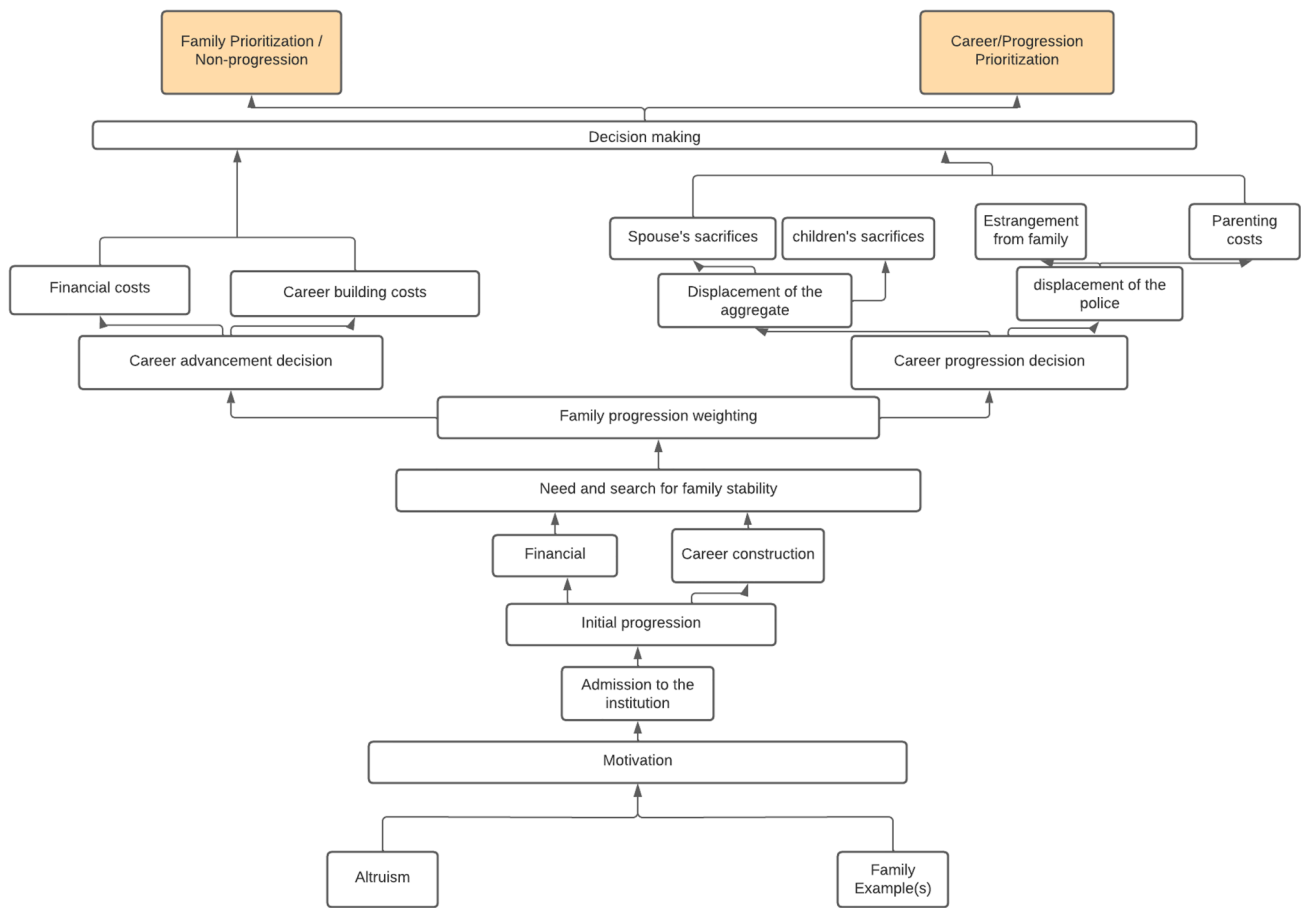 Family Prioritization /
Non-progression
Career/Progression
Prioritization
Decision making
Spouse's sacrifices
children's sacrifices
Estrangement
from family
Parenting
costs
Financial costs
Career building costs
Displacement of the
aggregate
displacement of the
police
Career advancement decision
Career progression decision
Family progression weighting
Need and search for family stability
Financial
Career construction
Initial progression
Admission to the
institution
Motivation
Altruism
Family
Example(s)